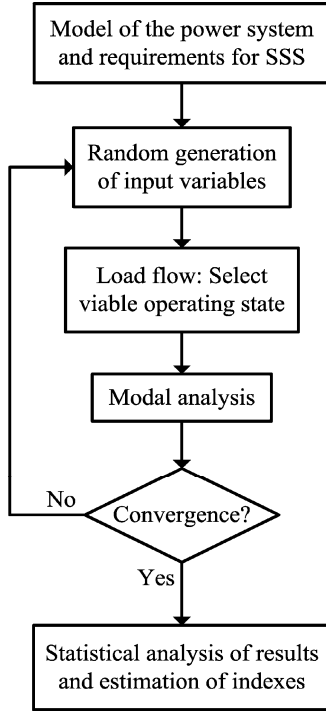 Model of the power system
and requirements for SSS
Random generation
of input variables
Load flow: Select
viable operating state
Modal analysis
Convergence?
No
Yes
Statistical analysis of results
and estimation of indexes